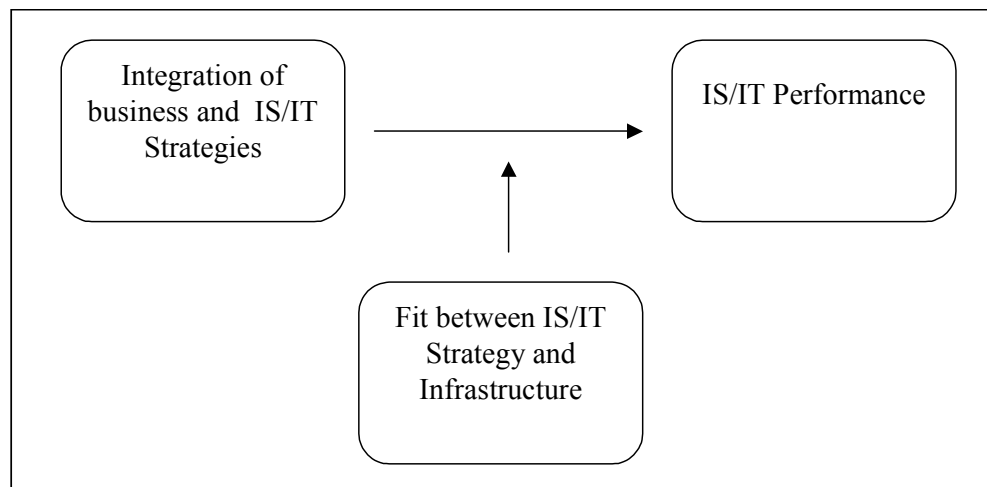 Integration of
business and  IS/IT
Strategies
IS/IT Performance
Fit between IS/IT
Strategy and
Infrastructure